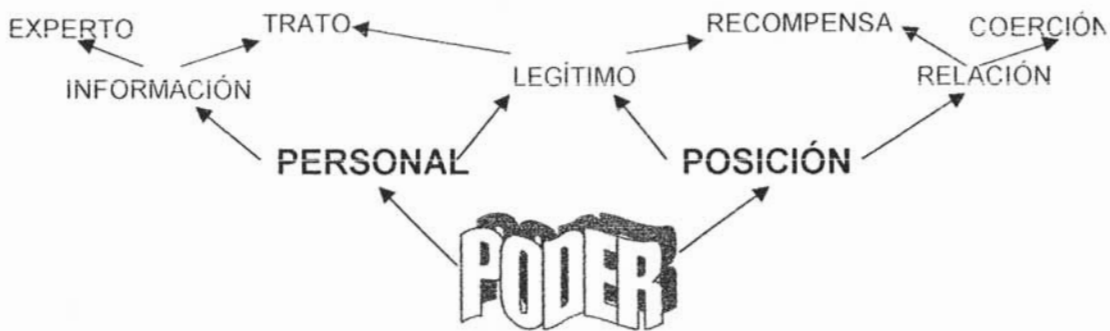 EXPERTO TRATO RECOMPENSA COERCIÓN
INFORMACIÓN LEGÍTIMO RELACIÓN
PERSONAL POSICIÓN
PODER